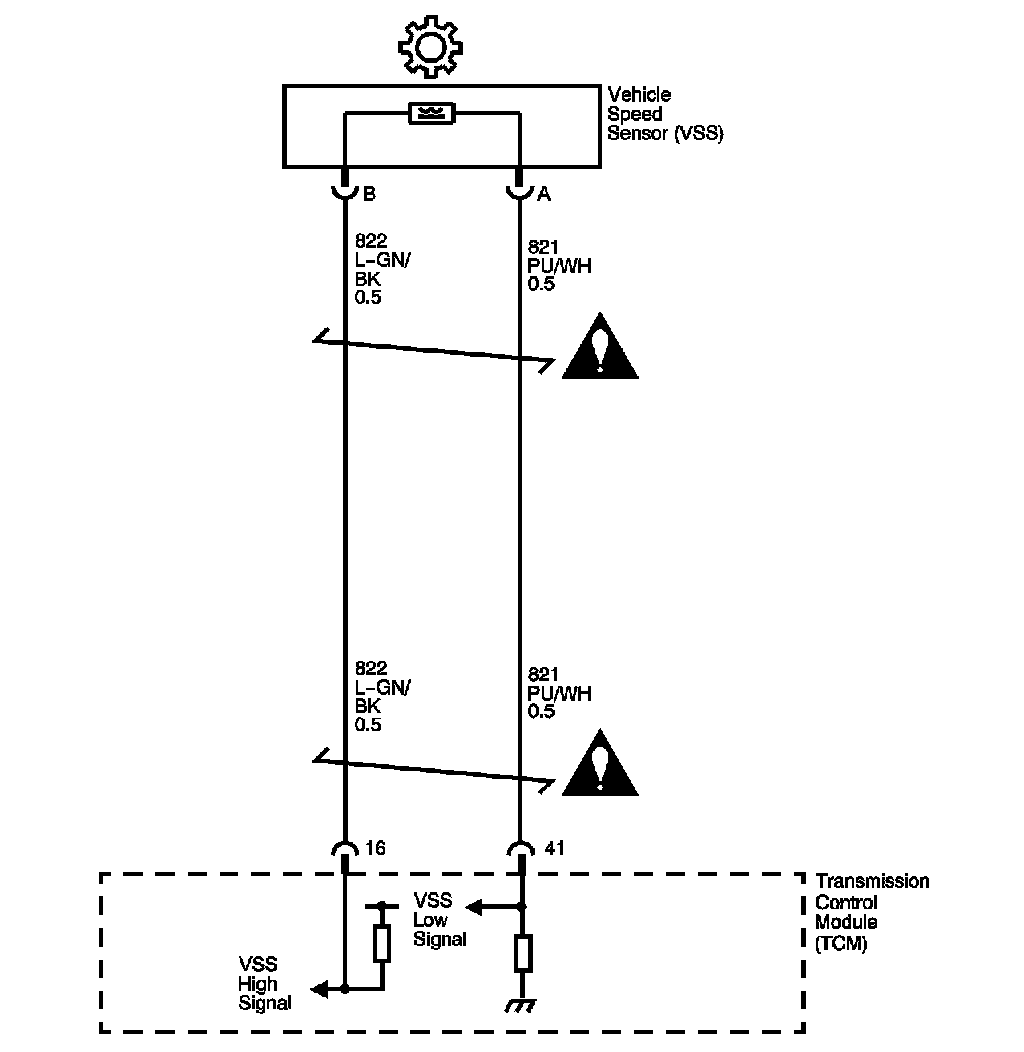 Vehicle
Speed
Sensor (VSS)
B
A
822
L-GN/
BK
0.5
821
PU/WH
0.5
822
L-GN/
BK
0.5
821
PU/WH
0.5
16
41
Transmission
Control
Module
(TCM)
VSS
Low
Signal
VSS
High
Signal